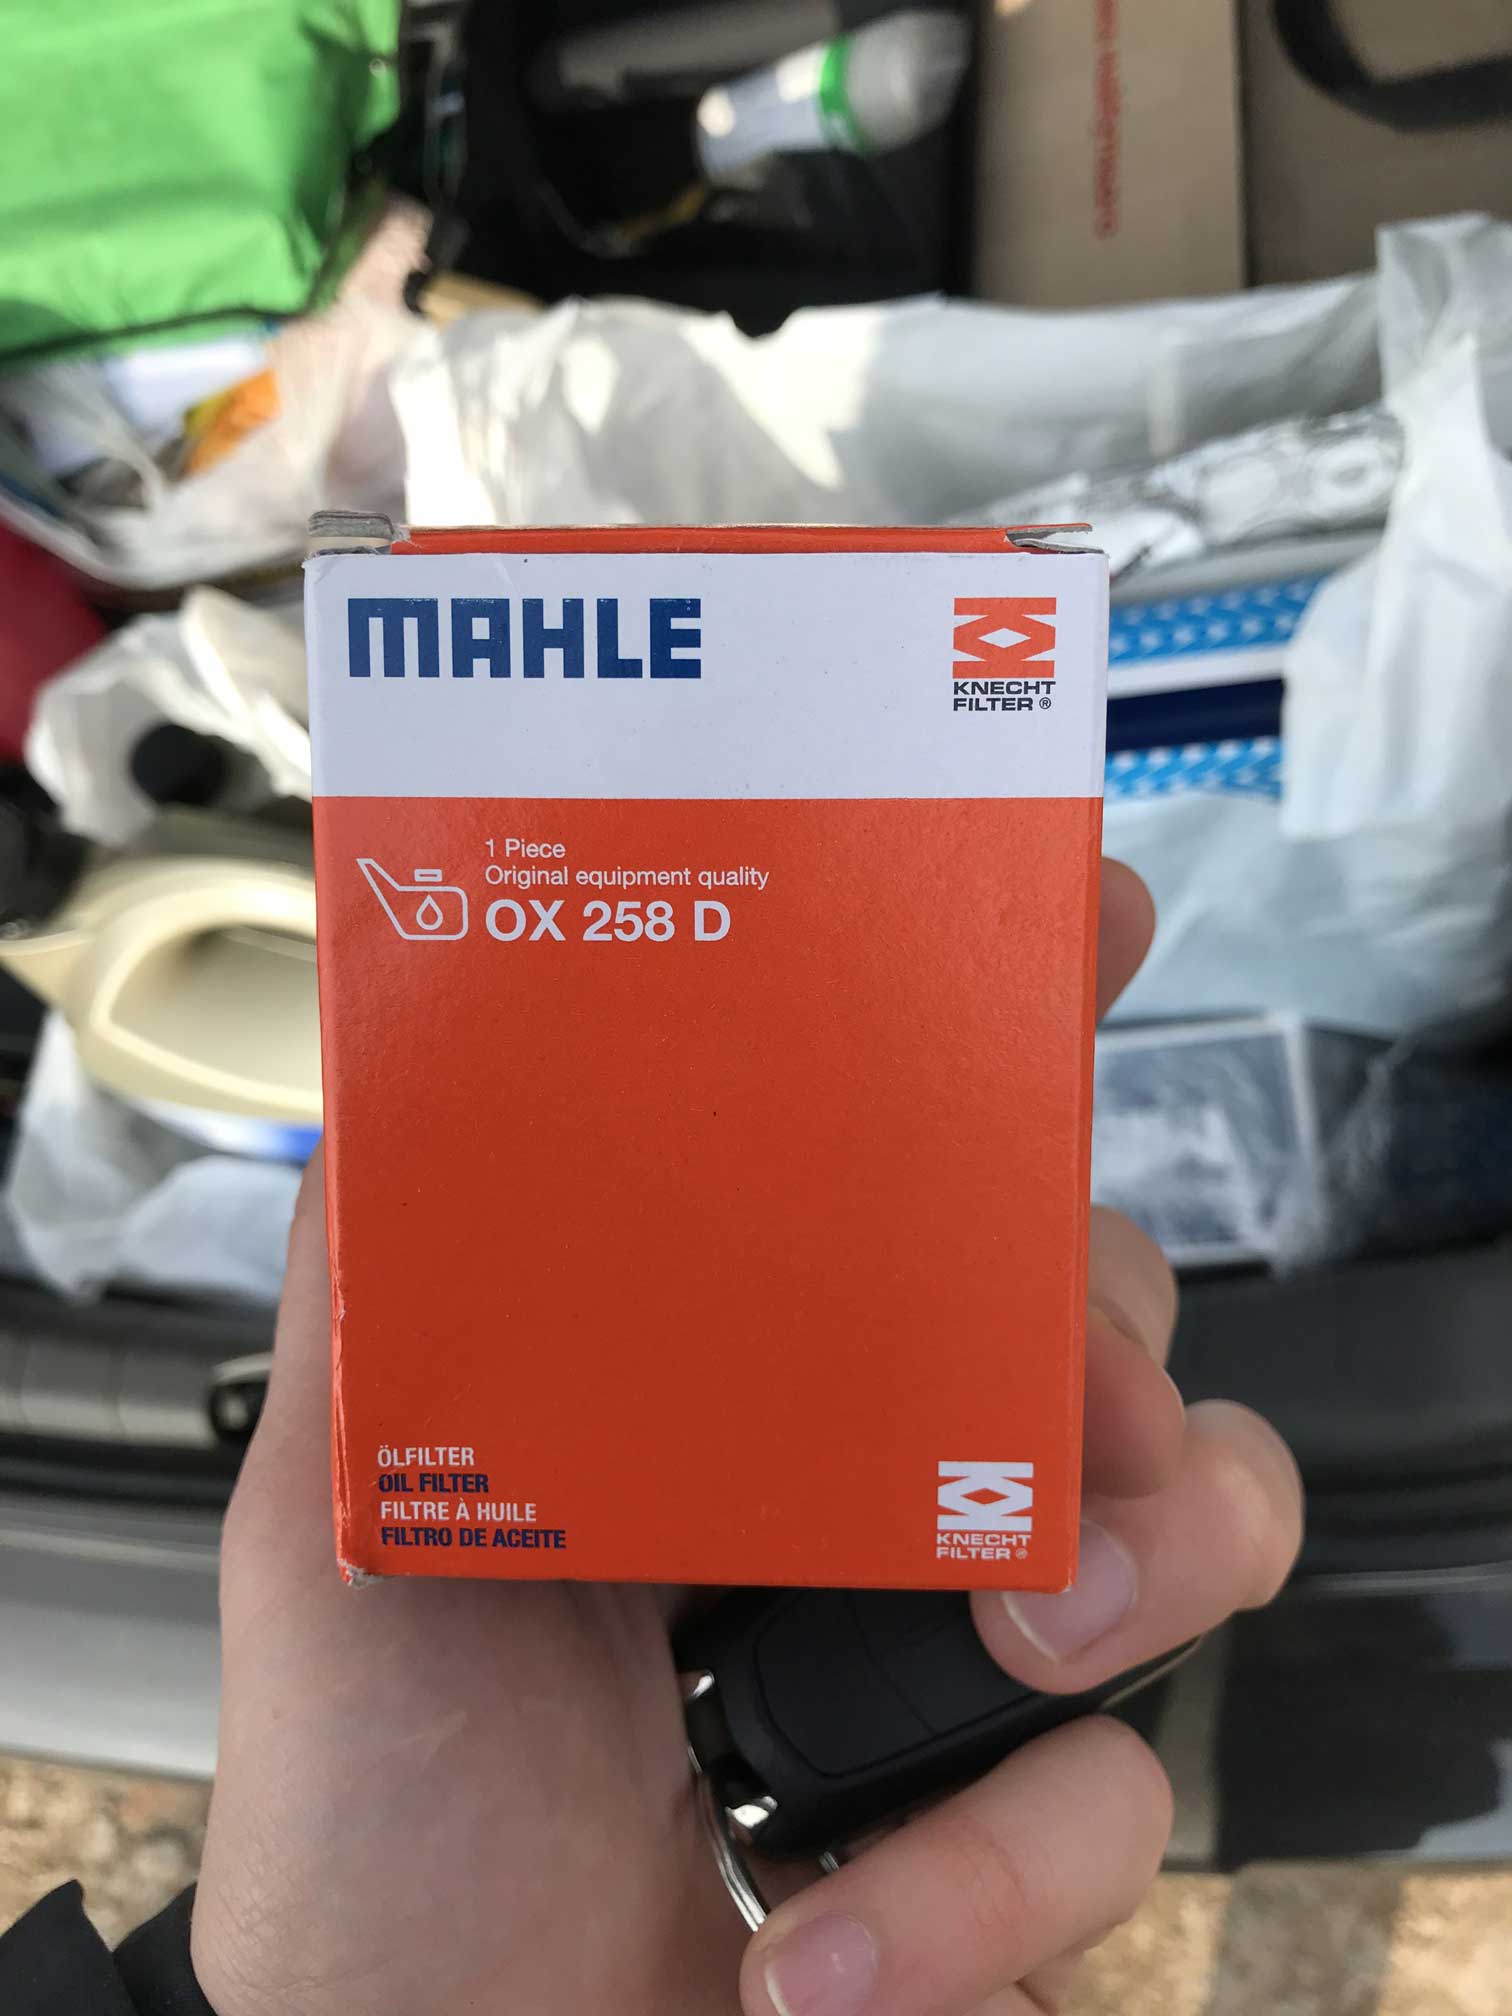 MAHLE
KNECHT
FILTER ®
1 Piece
Original equipment quality
OX 258 D
ÖLFILTER
OIL FILTER
FILTRE À HUILE
FILTRO DE ACEITE
KNECHT
FILTER ®